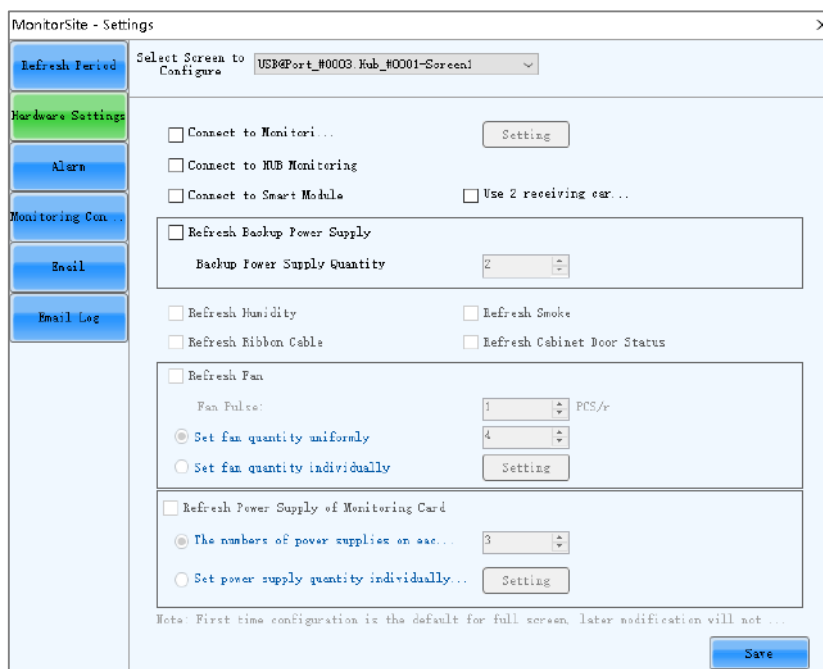 MonitorSite - Settings
Refresh Period
Select Screen to Configure
USB@Port_#0003.Hub_#0001-Screen1
Hardware Settings
Connect to Monitori...
Setting
Connect to HUB Monitoring
Alarm
Connect to Smart Module
Use 2 receiving car...
Monitoring Con...
Refresh Backup Power Supply
Backup Power Supply Quantity
2
Email
Email Log
Refresh Humidity
Refresh Smoke
Refresh Ribbon Cable
Refresh Cabinet Door Status
Refresh Fan
Fan Pulse:
1
PCS/r
Set fan quantity uniformly
4
Set fan quantity individually
Setting
Refresh Power Supply of Monitoring Card
The numbers of power supplies on eac...
3
Set power supply quantity individually...
Setting
Note: First time configuration is the default for full screen, later modification will not ...
Save